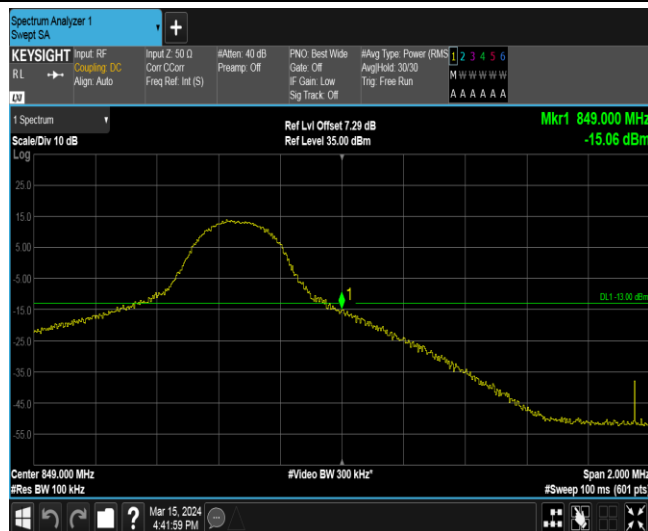 Spectrum Analyzer 1
Swept SA
+
KEYSIGHT
RL
LXI
Input: RF
Coupling: DC
Align: Auto
Input Z: 50 Ω
Corr CCorr
Freq Ref: Int (S)
#Atten: 40 dB
Preamp: Off
PNO: Best Wide
Gate: Off
IF Gain: Low
Sig Track: Off
#Avg Type: Power (RMS
Avg|Hold: 30/30
Trig: Free Run
1 2 3 4 5 6
M W W W W W
A A A A A A
1 Spectrum
Scale/Div 10 dB
Log
Ref Lvl Offset 7.29 dB
Ref Level 35.00 dBm
Mkr1 849.000 MHz
-15.06 dBm
25.0
15.0
5.00
-5.00
-15.0
-25.0
-35.0
-45.0
-55.0
1
DL1 -13.00 dBm
Center 849.000 MHz
#Res BW 100 kHz
#Video BW 300 kHz*
Span 2.000 MHz
#Sweep 100 ms (601 pts)
?
Mar 15, 2024
4:41:59 PM